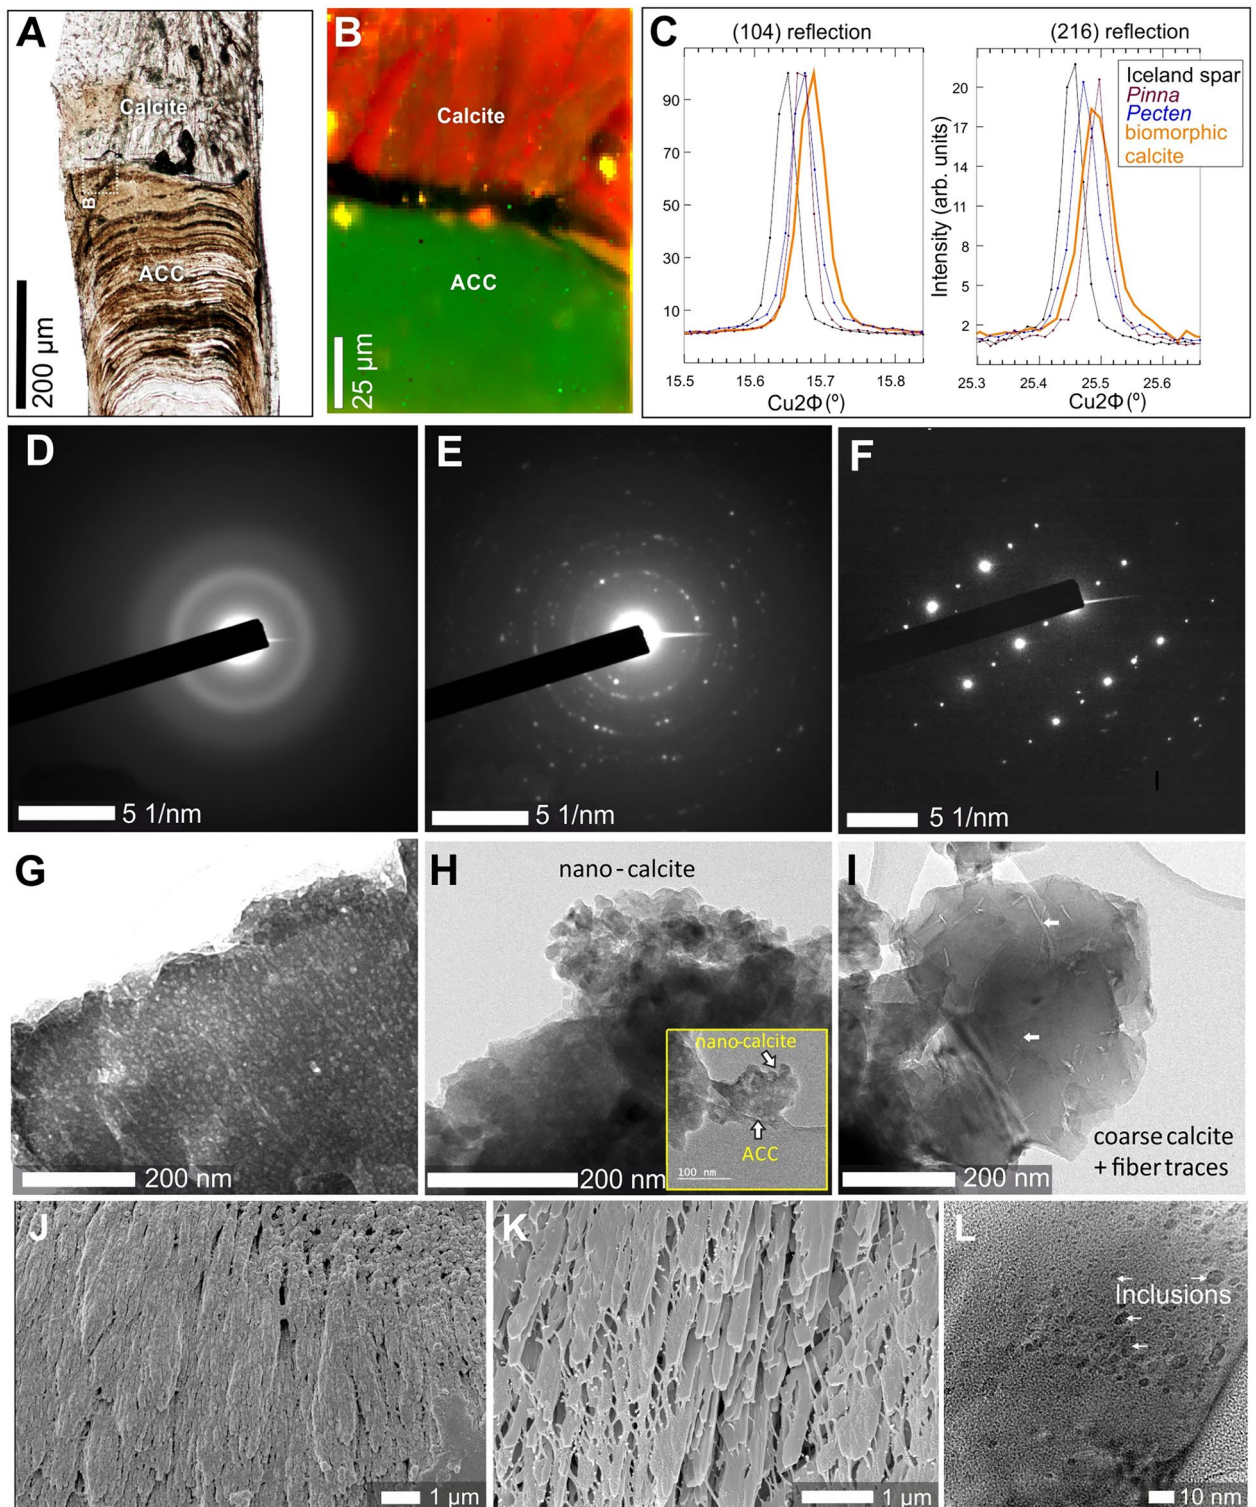 A
Calcite
B
ACC
200 µm
B
Calcite
ACC
25 µm
C
(104) reflection
90
70
50
30
10
15.5
15.6
15.7
15.8
Cu2Φ (º)
(216) reflection
Intensity (arb. units)
20
17
14
11
8
5
2
25.3
25.4
25.5
25.6
Cu2Φ (º)
Iceland spar
Pinna
Pecten
biomorphic
calcite
D
5 1/nm
E
5 1/nm
F
5 1/nm
G
200 nm
H
nano - calcite
nano-calcite
ACC
100 nm
200 nm
I
coarse calcite
+ fiber traces
200 nm
J
1 µm
K
1 µm
L
Inclusions
10 nm